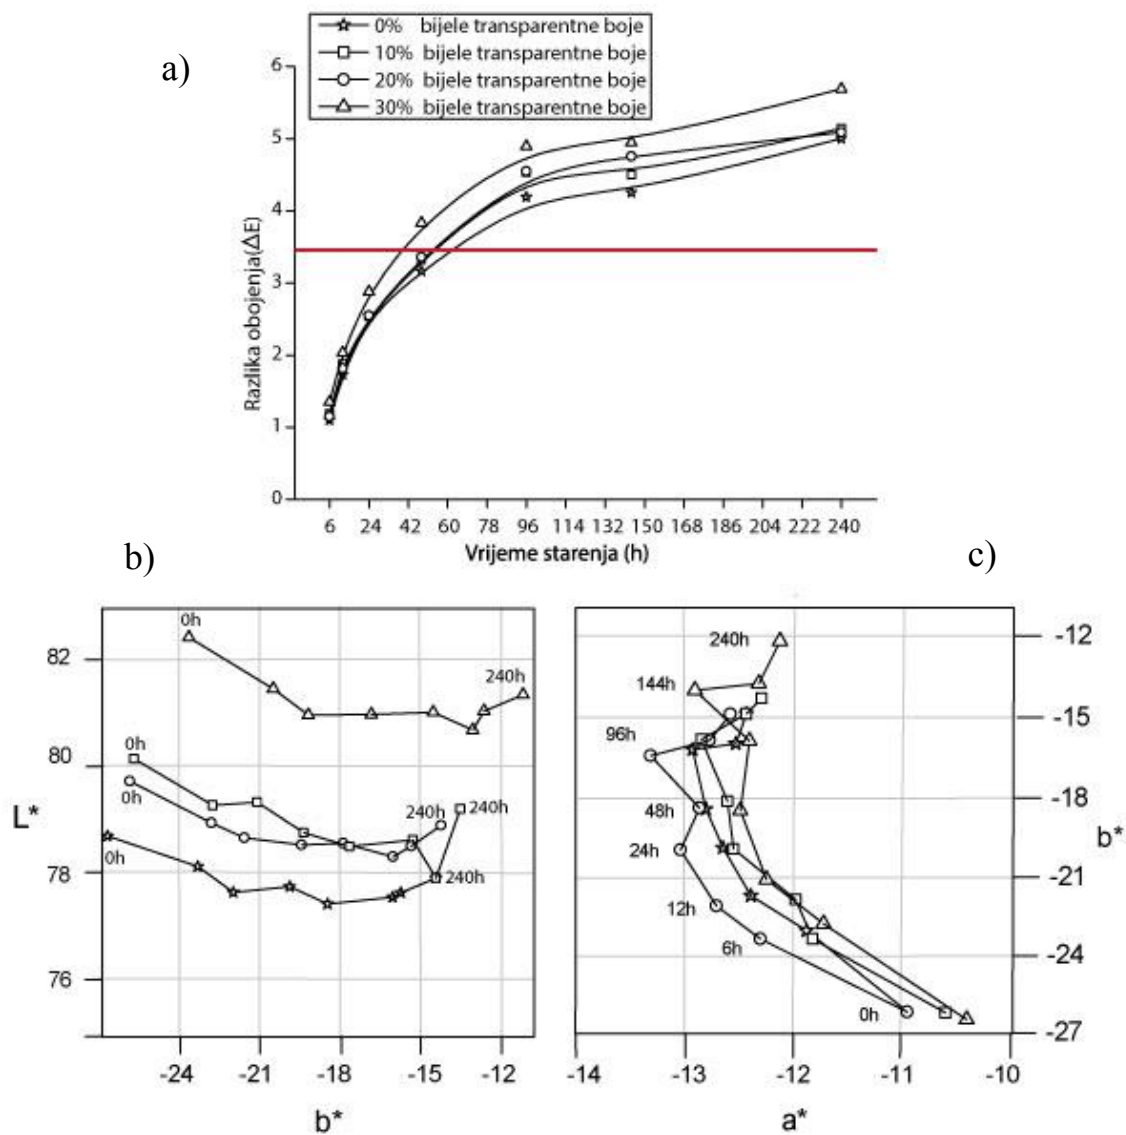 a)
0% bijele transparentne boje
10% bijele transparentne boje
20% bijele transparentne boje
30% bijele transparentne boje
Razlika obojenja(ΔE)
6
5
4
3
2
1
0
6 24 42 60 78 96 114 132 150 168 186 204 222 240
Vrijeme starenja (h)
b)
L*
82
80
78
76
0h
240h
0h
0h
240h
240h
0h
240h
-24 -21 -18 -15 -12
b*
c)
240h
144h
96h
48h
24h
12h
6h
0h
-12
-15
-18
-21
-24
-27
b*
-14 -13 -12 -11 -10
a*